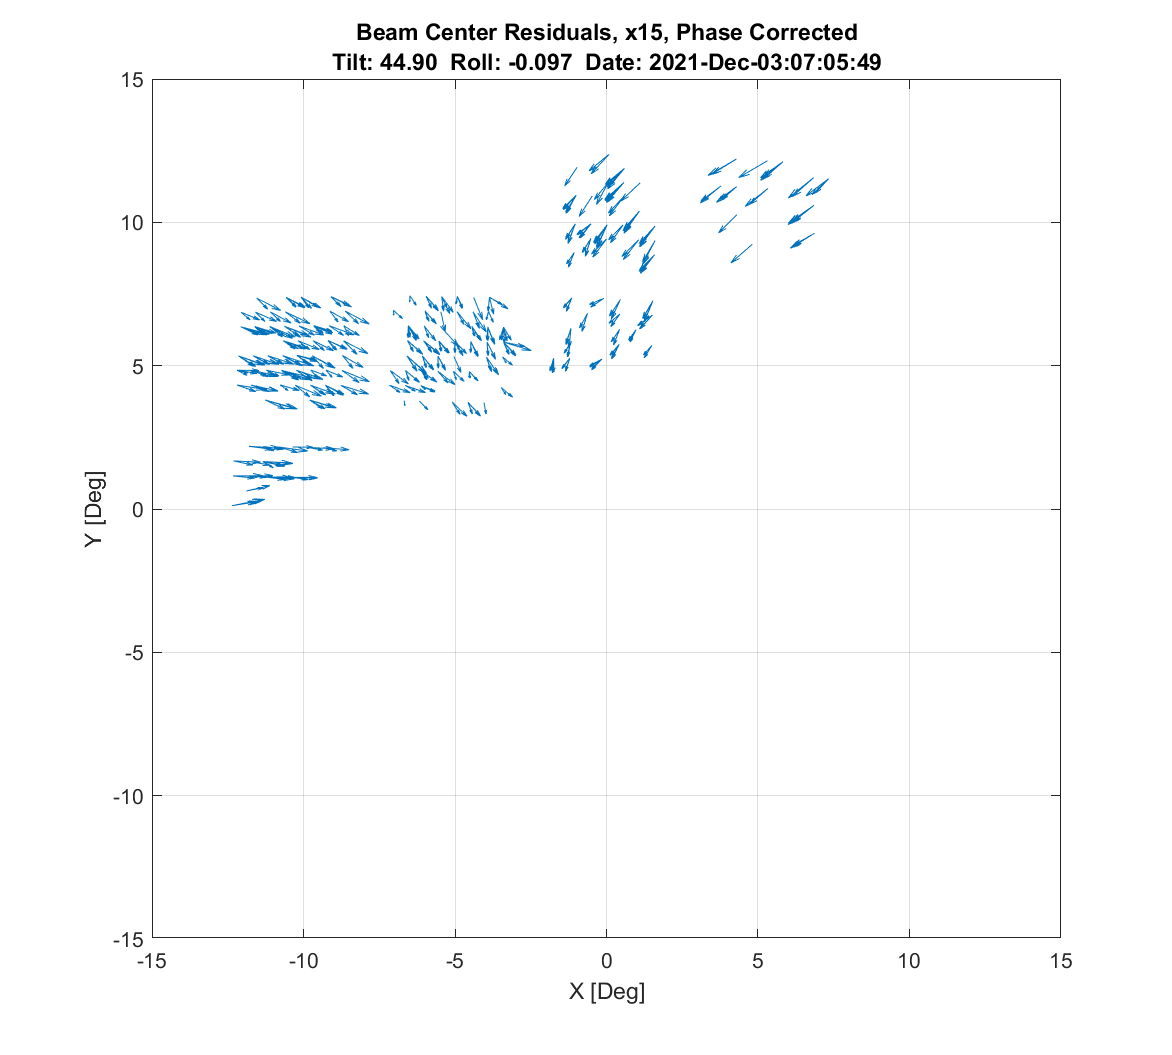 Beam Center Residuals, x15, Phase Corrected
Tilt: 44.90 Roll: -0.097 Date: 2021-Dec-03:07:05:49
15
10
5
0
-5
-10
-15
Y [Deg]
-15 -10 -5 0 5 10 15
X [Deg]